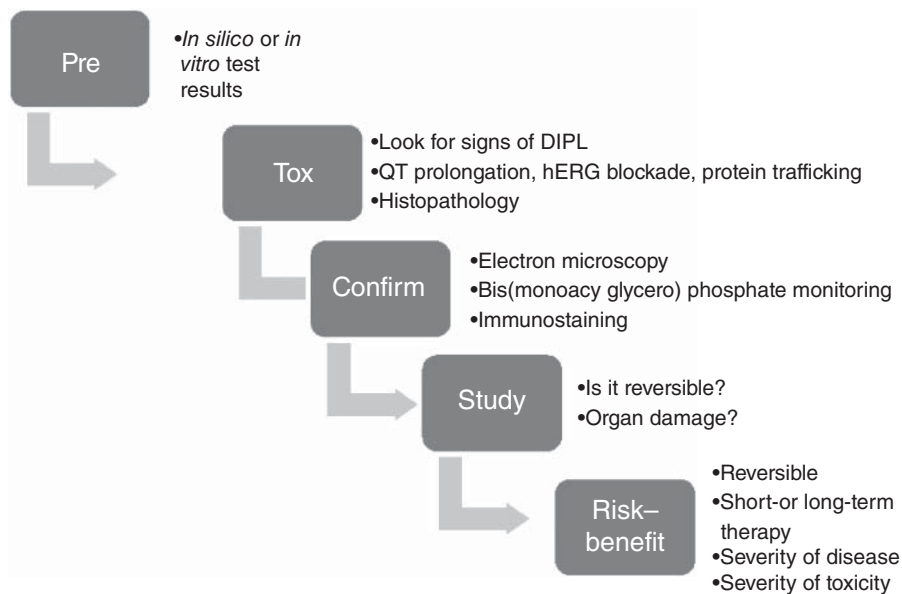 Pre
•In silico or in
vitro test
results
Tox
•Look for signs of DIPL
•QT prolongation, hERG blockade, protein trafficking
•Histopathology
Confirm
•Electron microscopy
•Bis(monoacy glycero) phosphate monitoring
•Immunostaining
Study
•Is it reversible?
•Organ damage?
Risk–
benefit
•Reversible
•Short-or long-term
therapy
•Severity of disease
•Severity of toxicity